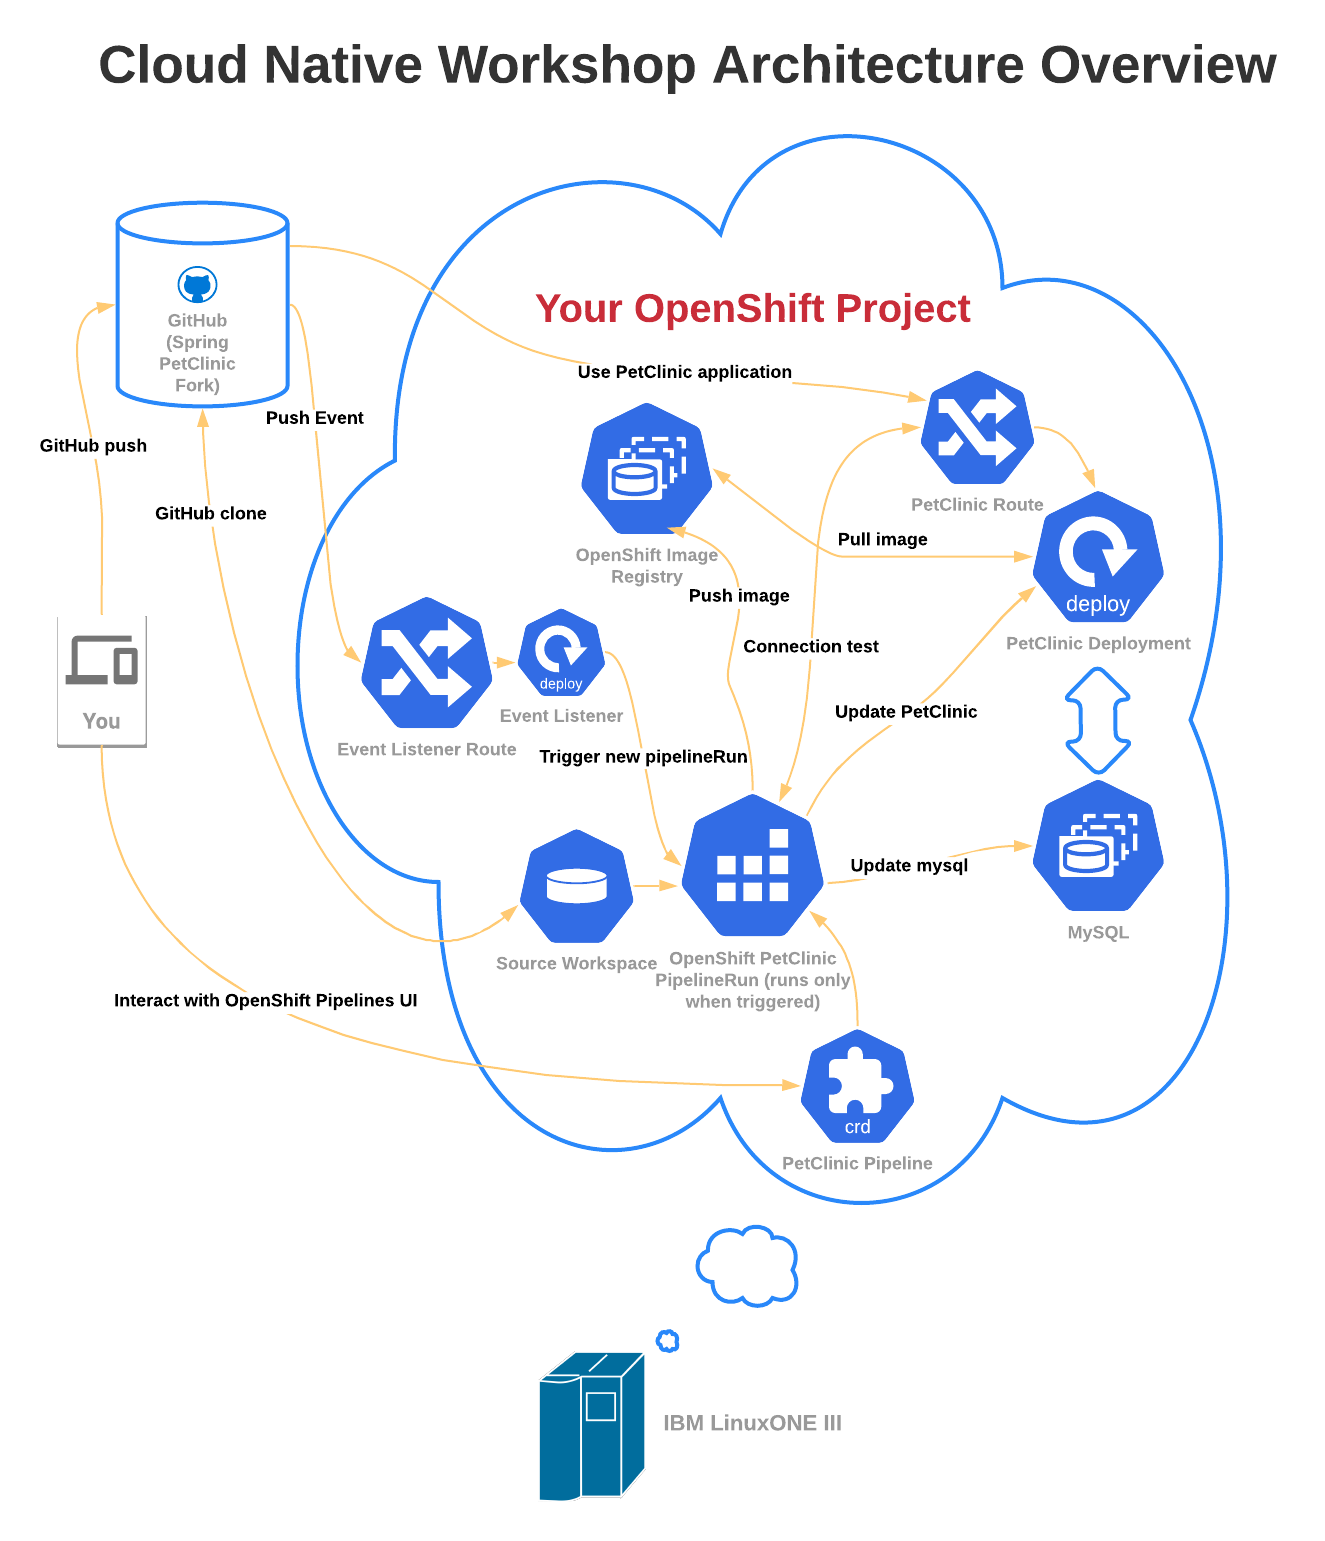 Cloud Native Workshop Architecture Overview
Your OpenShift Project
GitHub
(Spring
PetClinic
Fork)
Use PetClinic application
Push Event
GitHub push
GitHub clone
PetClinic Route
OpenShift Image
Registry
Pull image
Push image
deploy
PetClinic Deployment
Connection test
You
deploy
Event Listener
Event Listener Route
Update PetClinic
Trigger new pipelineRun
Update mysql
MySQL
Source Workspace
OpenShift PetClinic
PipelineRun (runs only
when triggered)
Interact with OpenShift Pipelines UI
crd
PetClinic Pipeline
IBM LinuxONE III